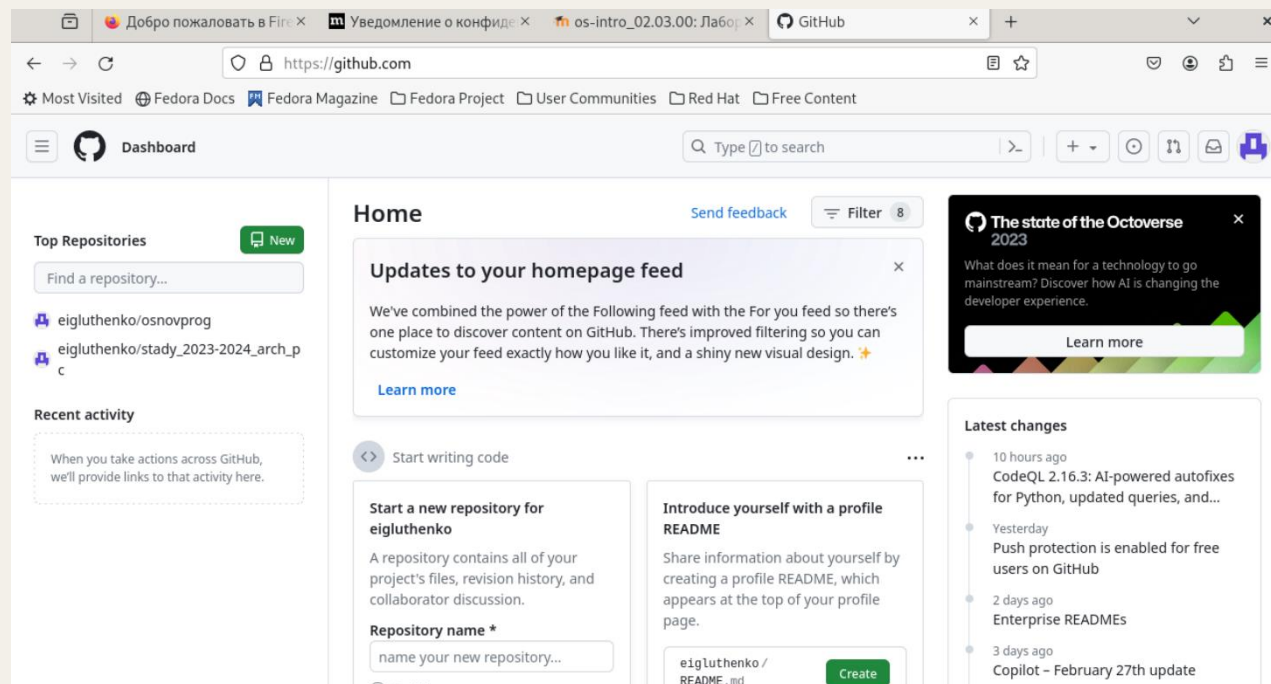 Добро пожаловать в Fire
Уведомление о конфиде
os-intro_02.03.00: Лабор
GitHub
https://github.com
Most Visited Fedora Docs Fedora Magazine Fedora Project User Communities Red Hat Free Content
Dashboard
Type / to search
Top Repositories
New
Find a repository...
eigluthenko/osnovprog
eigluthenko/stady_2023-2024_arch_p
c
Recent activity
When you take actions across GitHub,
we'll provide links to that activity here.
Home
Send feedback
Filter 8
Updates to your homepage feed
We've combined the power of the Following feed with the For you feed so there's
one place to discover content on GitHub. There's improved filtering so you can
customize your feed exactly how you like it, and a shiny new visual design. ✨
Learn more
Start writing code
Start a new repository for
eigluthenko
A repository contains all of your
project's files, revision history, and
collaborator discussion.
Repository name *
name your new repository...
Introduce yourself with a profile
README
Share information about yourself by
creating a profile README, which
appears at the top of your profile
page.
eigluthenko/
README.md
Create
The state of the Octoverse
2023
What does it mean for a technology to go
mainstream? Discover how AI is changing the
developer experience.
Learn more
Latest changes
10 hours ago
CodeQL 2.16.3: AI-powered autofixes
for Python, updated queries, and...
Yesterday
Push protection is enabled for free
users on GitHub
2 days ago
Enterprise READMEs
3 days ago
Copilot – February 27th update